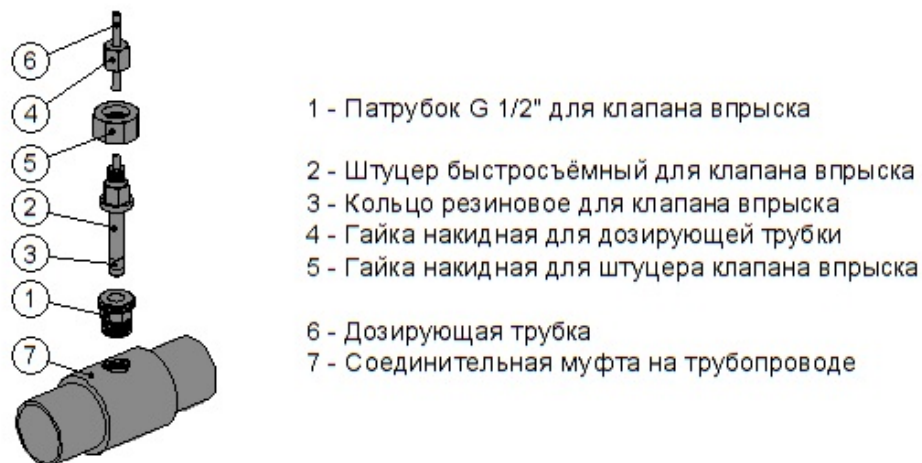 6
4
5
2
3
1
7
1 - Патрубок G 1/2" для клапана впрыска
2 - Штуцер быстросъёмный для клапана впрыска
3 - Кольцо резиновое для клапана впрыска
4 - Гайка накидная для дозирующей трубки
5 - Гайка накидная для штуцера клапана впрыска
6 - Дозирующая трубка
7 - Соединительная муфта на трубопроводе